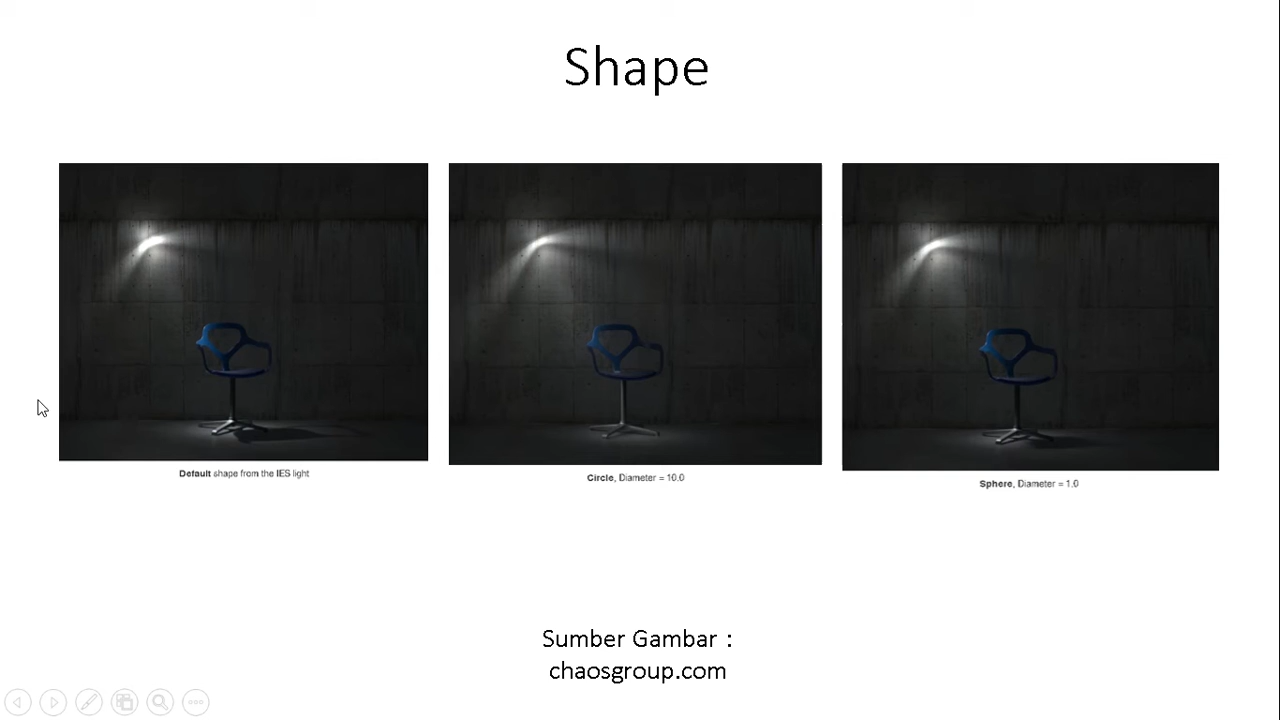 Shape
Default shape from the IES light
Circle, Diameter = 10.0
Sphere, Diameter = 1.0
Sumber Gambar :
chaosgroup.com